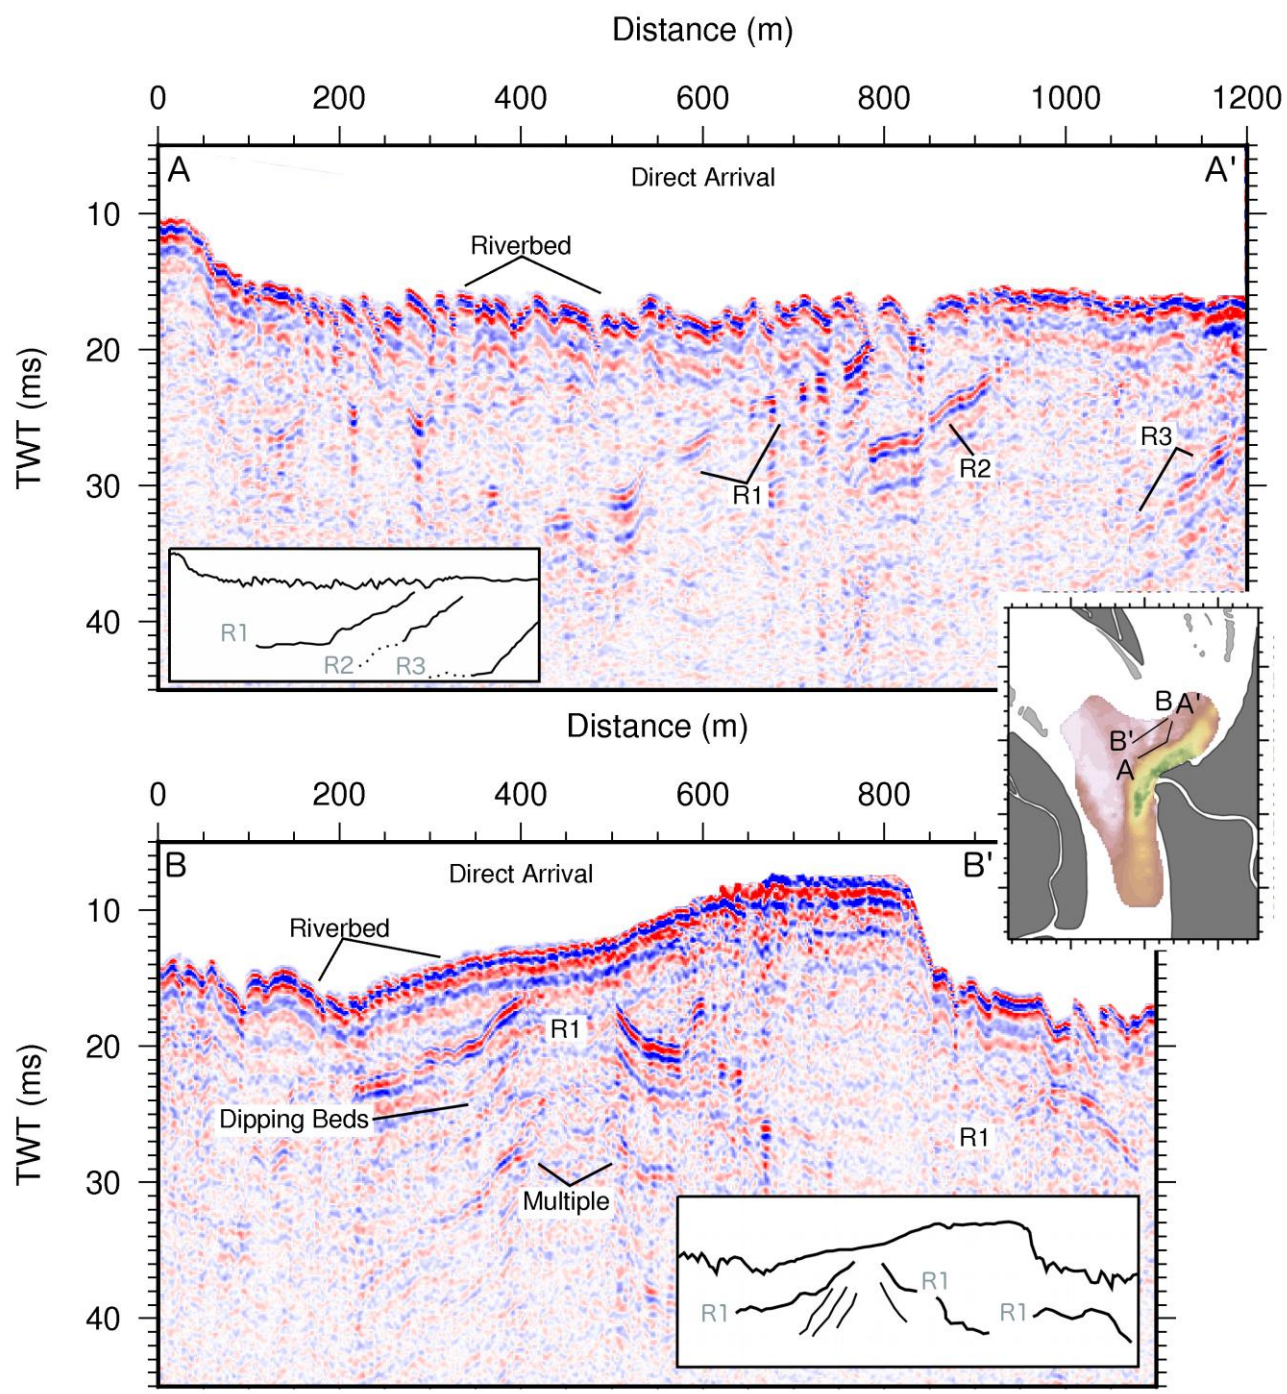 Distance (m)
0 200 400 600 800 1000 1200
A Direct Arrival A'
10
Riverbed
20
TWT (ms)
R3
R2
30
R1
R1
R2 R3
40
Distance (m)
B A'
B'
A
0 200 400 600 800
B Direct Arrival B'
10
Riverbed
20
R1
TWT (ms)
Dipping Beds
R1
30
Multiple
R1
R1 R1
40